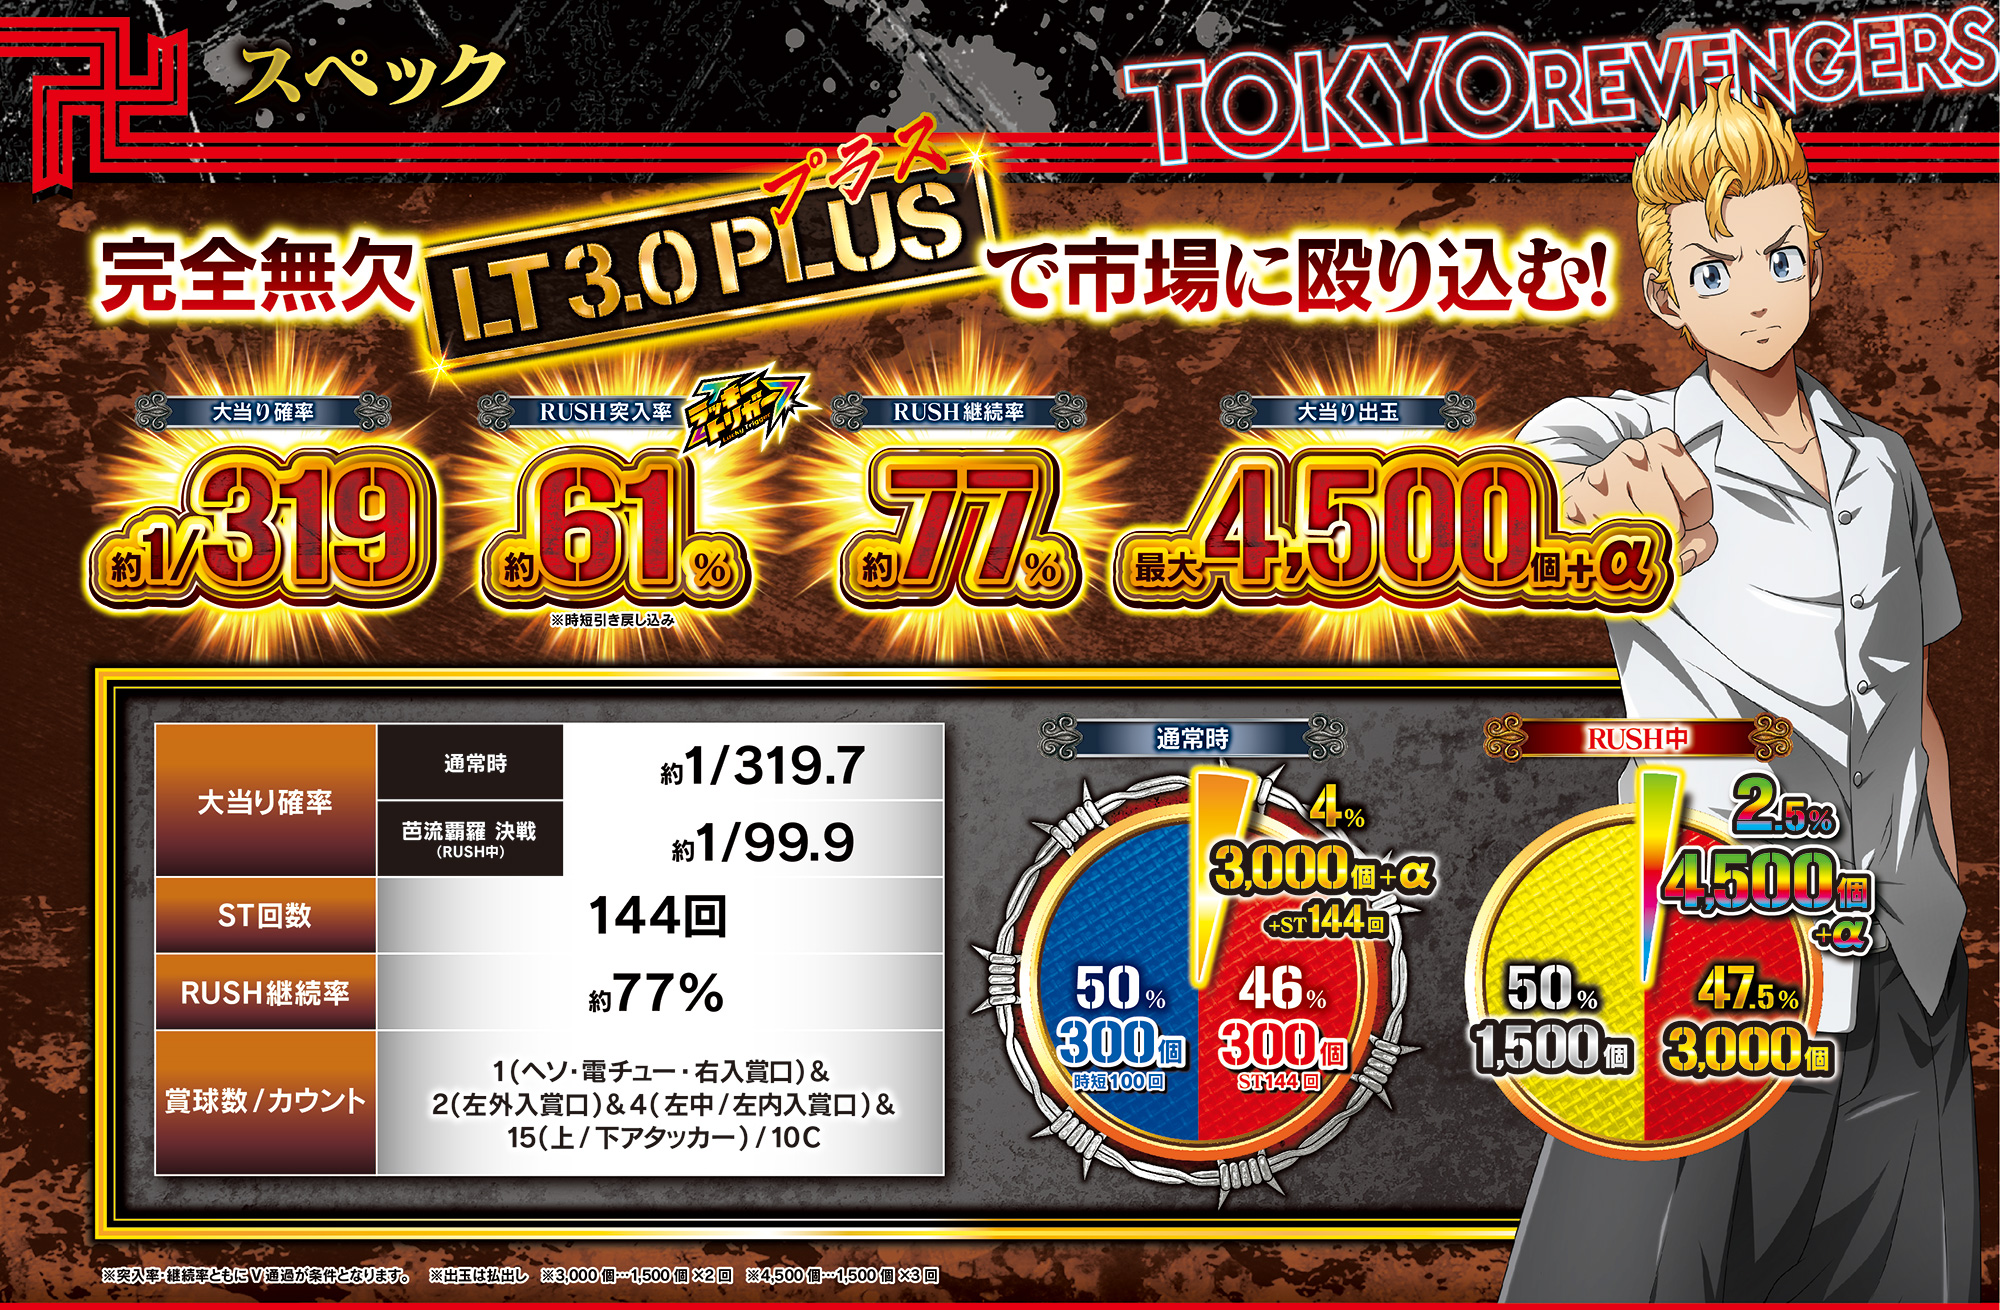 卍
スペック
TOKYO REVENGERS
完全無欠 LT3.0PLUS プラス で市場に殴り込む!
大当り確率
約1/319
RUSH突入率
ラッキートリガー
Lucky Trigger
約61%
※時短引き戻し込み
RUSH継続率
約77%
大当り出玉
最大4,500個+α
大当り確率
通常時
約1/319.7
芭流覇羅 決戦
(RUSH中)
約1/99.9
ST回数
144回
RUSH継続率
約77%
賞球数/カウント
1(ヘソ・電チュー・右入賞口)&
2(左外入賞口)&4(左中/左内入賞口)&
15(上/下アタッカー)/10C
通常時
4%
3,000個+α
+ST144回
50%
300個
時短100回
46%
300個
ST144回
RUSH中
2.5%
4,500個
+α
50%
1,500個
47.5%
3,000個
※突入率・継続率ともにV通過が条件となります。 ※出玉は払出し ※3,000個…1,500個×2回 ※4,500個…1,500個×3回